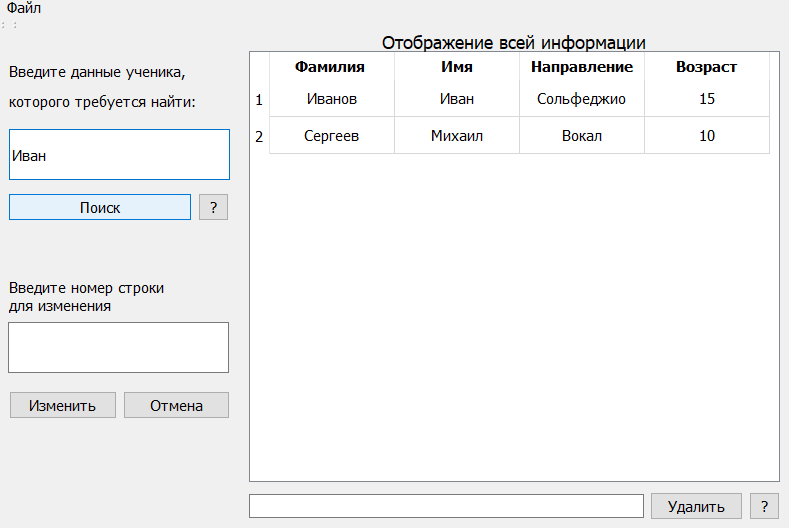 Файл
Отображение всей информации
Введите данные ученика,
которого требуется найти:
Иван
Поиск ?
Фамилия Имя Направление Возраст
1 Иванов Иван Сольфеджио 15
2 Сергеев Михаил Вокал 10
Введите номер строки
для изменения
Изменить Отмена
Удалить ?